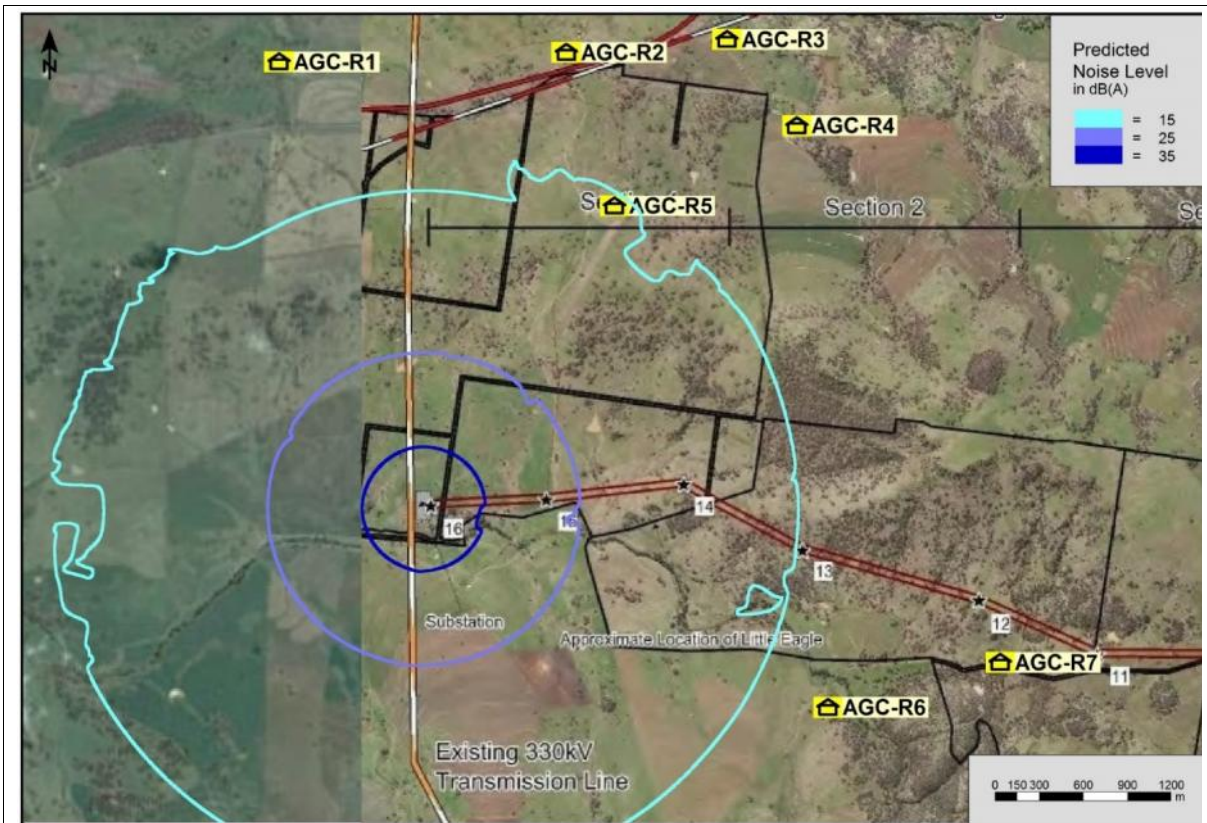 N
AGC-R1
AGC-R2
AGC-R3
Predicted
Noise Level
in dB(A)
= 15
= 25
= 35
AGC-R4
AGC-R5
Section 2
16
14
13
12
11
Substation
Approximate Location of Little Eagle
AGC-R7
AGC-R6
Existing 330kV
Transmission Line
0 150 300 600 900 1200
m